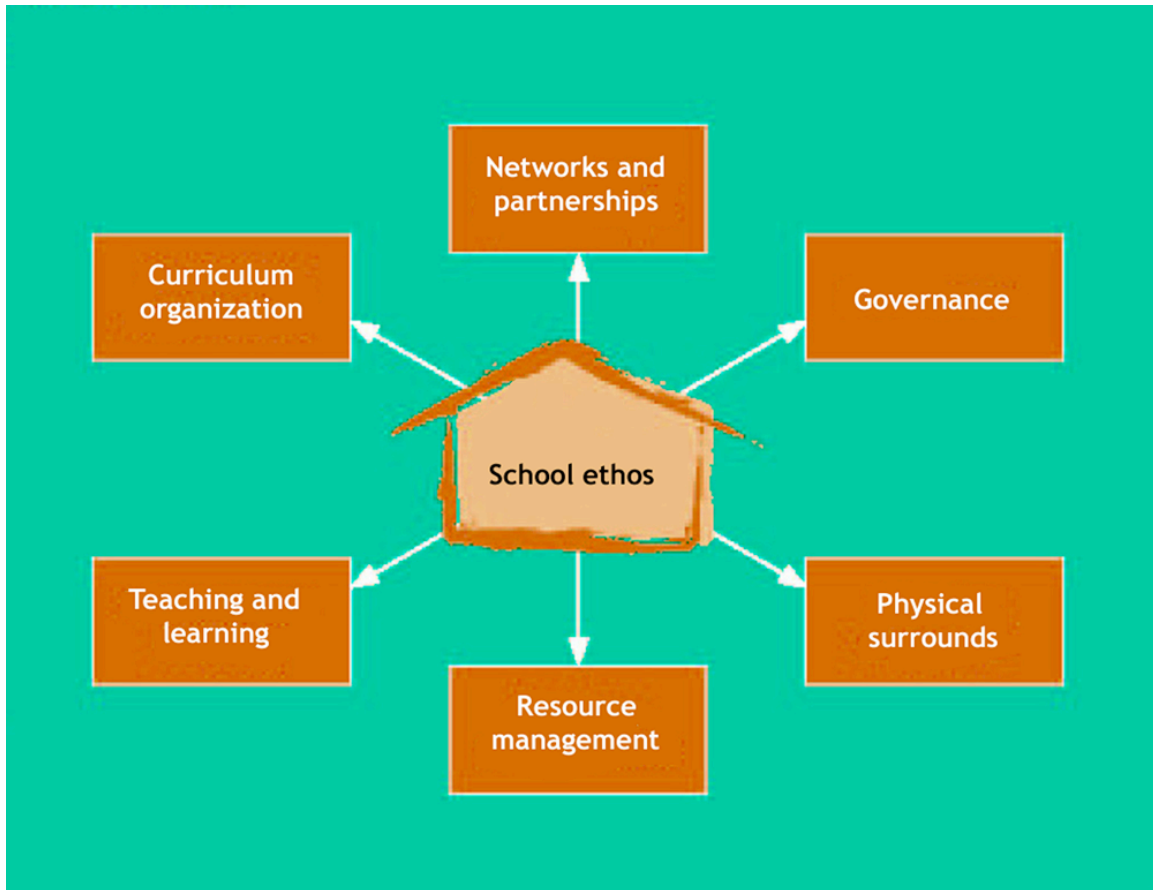 Networks and
partnerships
Curriculum
organization
Governance
School ethos
Teaching and
learning
Physical
surrounds
Resource
management